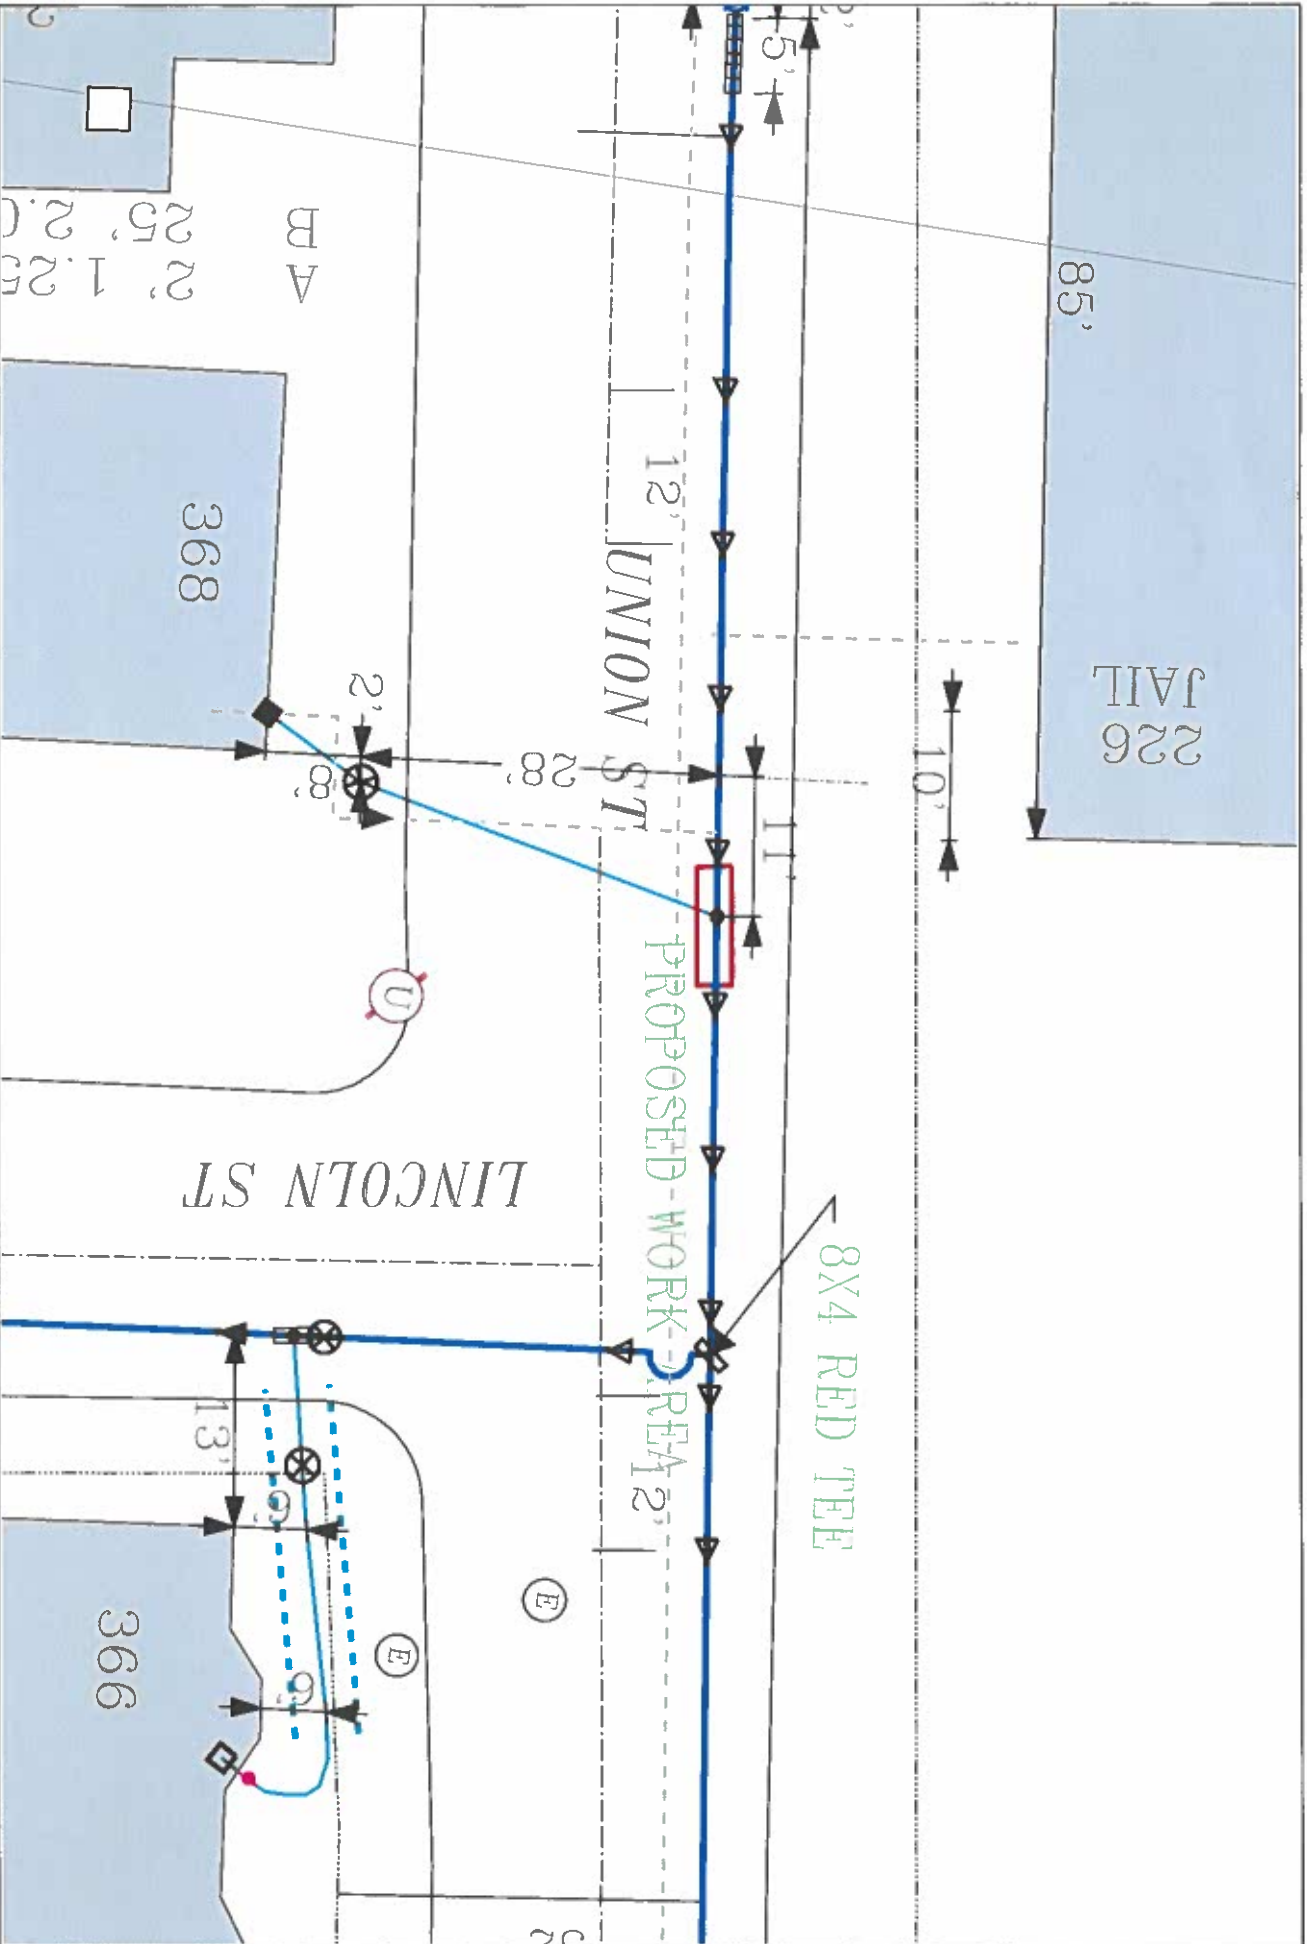 5'
85'
B 25' 2.0
A 2' 1.25
12'
368
UNION ST
JAIL
226
2'
8'
28'
10'
11'
U
PROPOSED WORK AREA
LINCOLN ST
8X4 RED TEE
13'
12'
6'
E
E
366
6'